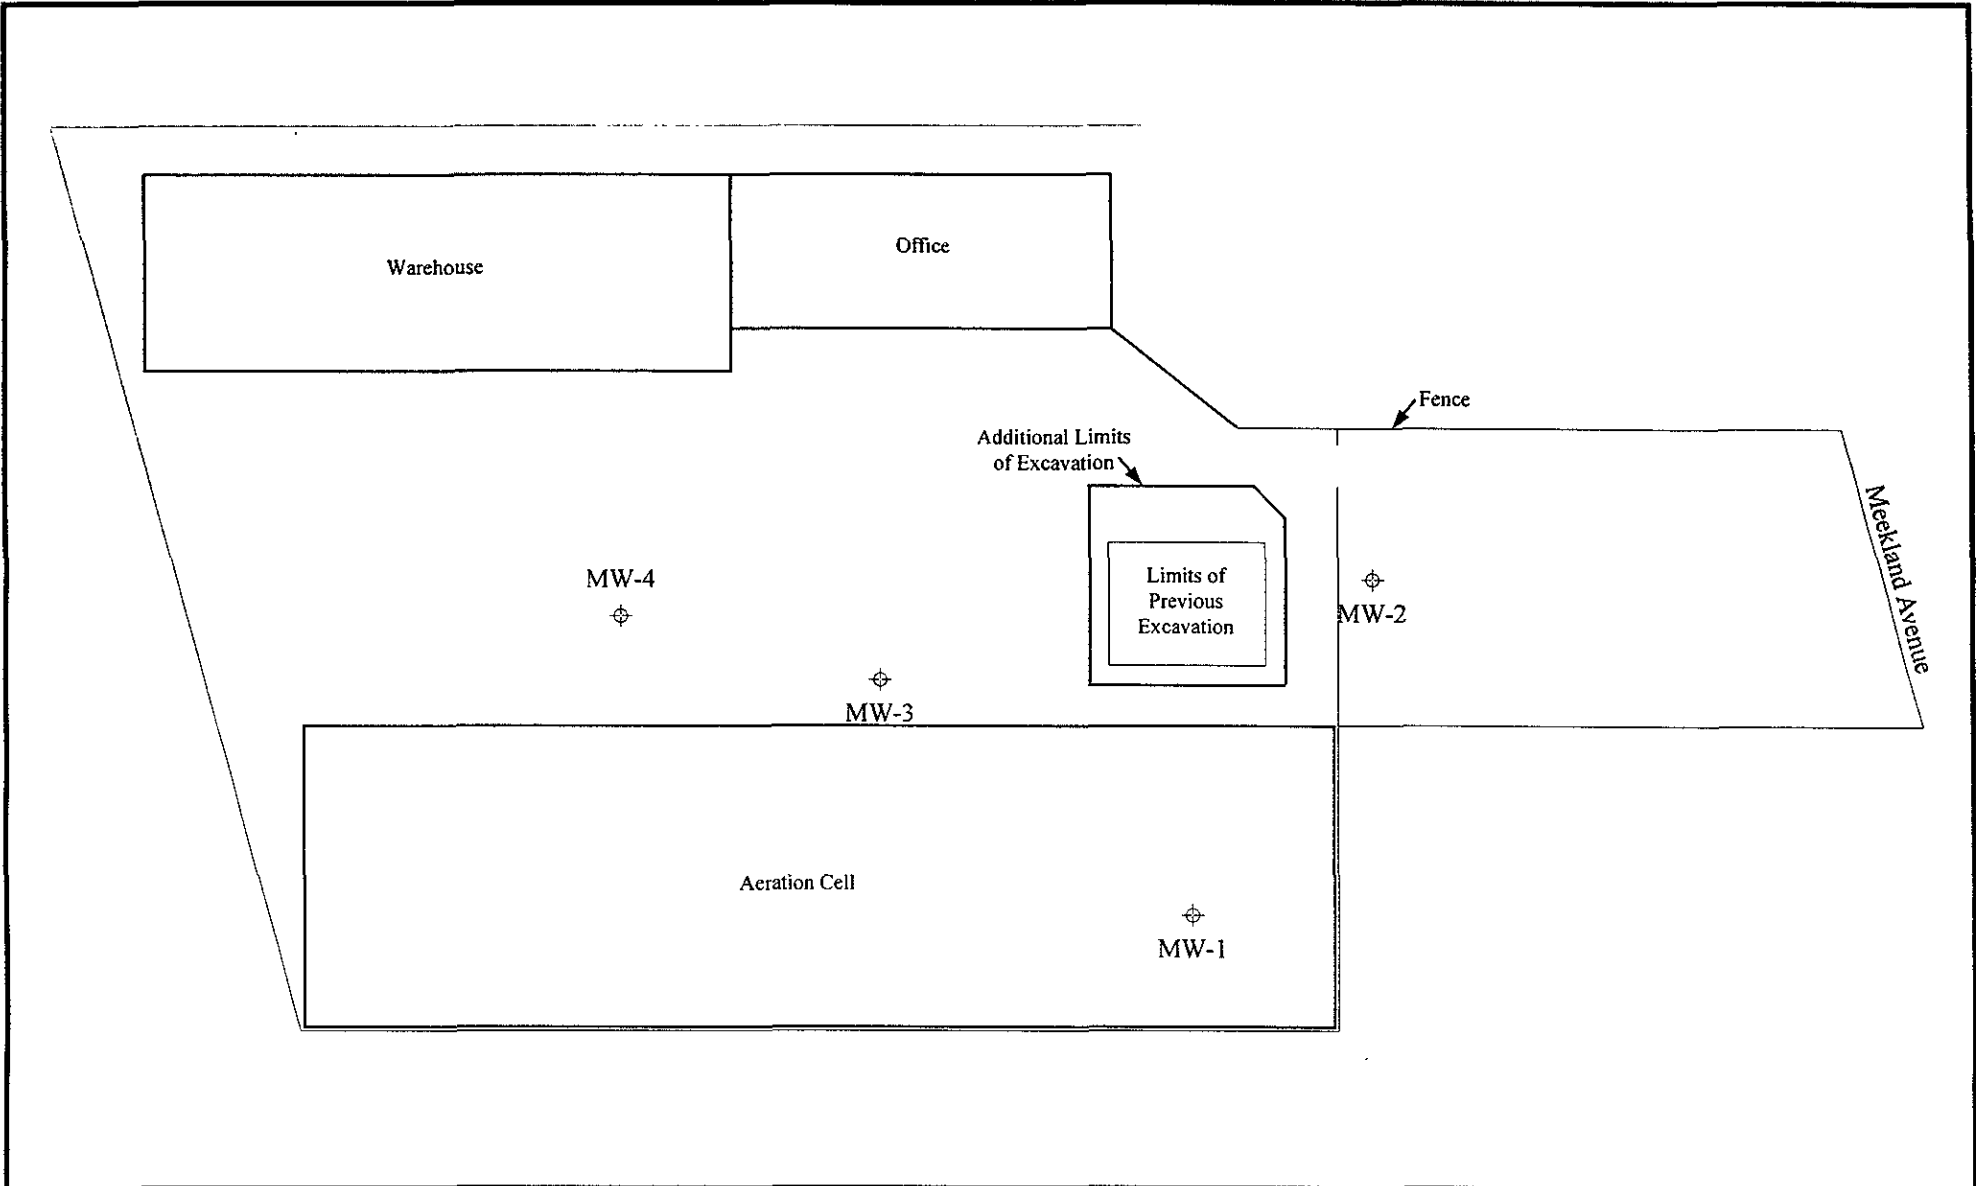 Warehouse
Office
Fence
Additional Limits
of Excavation
Meekland Avenue
MW-4
Limits of
Previous
Excavation
MW-2
MW-3
Aeration Cell
MW-1